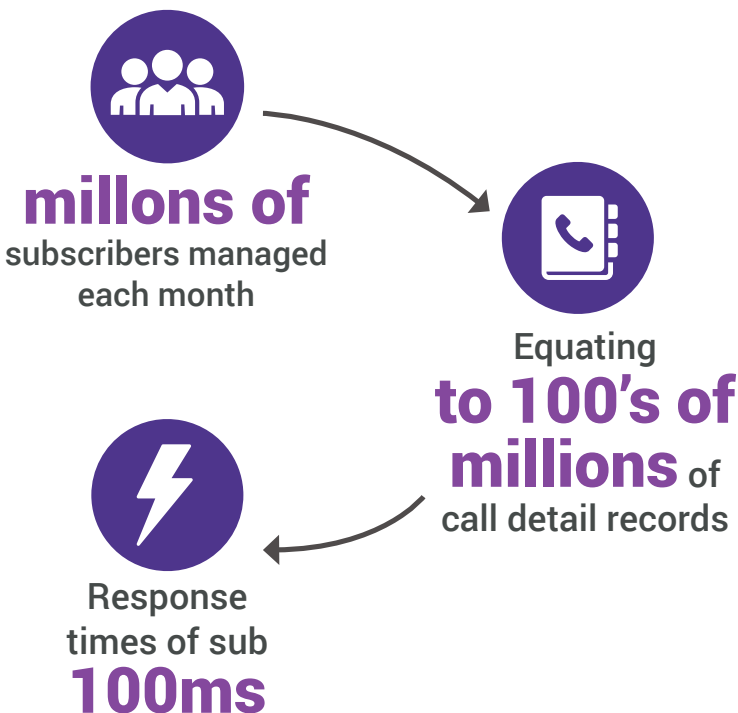 millons of
subscribers managed
each month
Equating
to 100’s of
millions of
call detail records
Response
times of sub
100ms